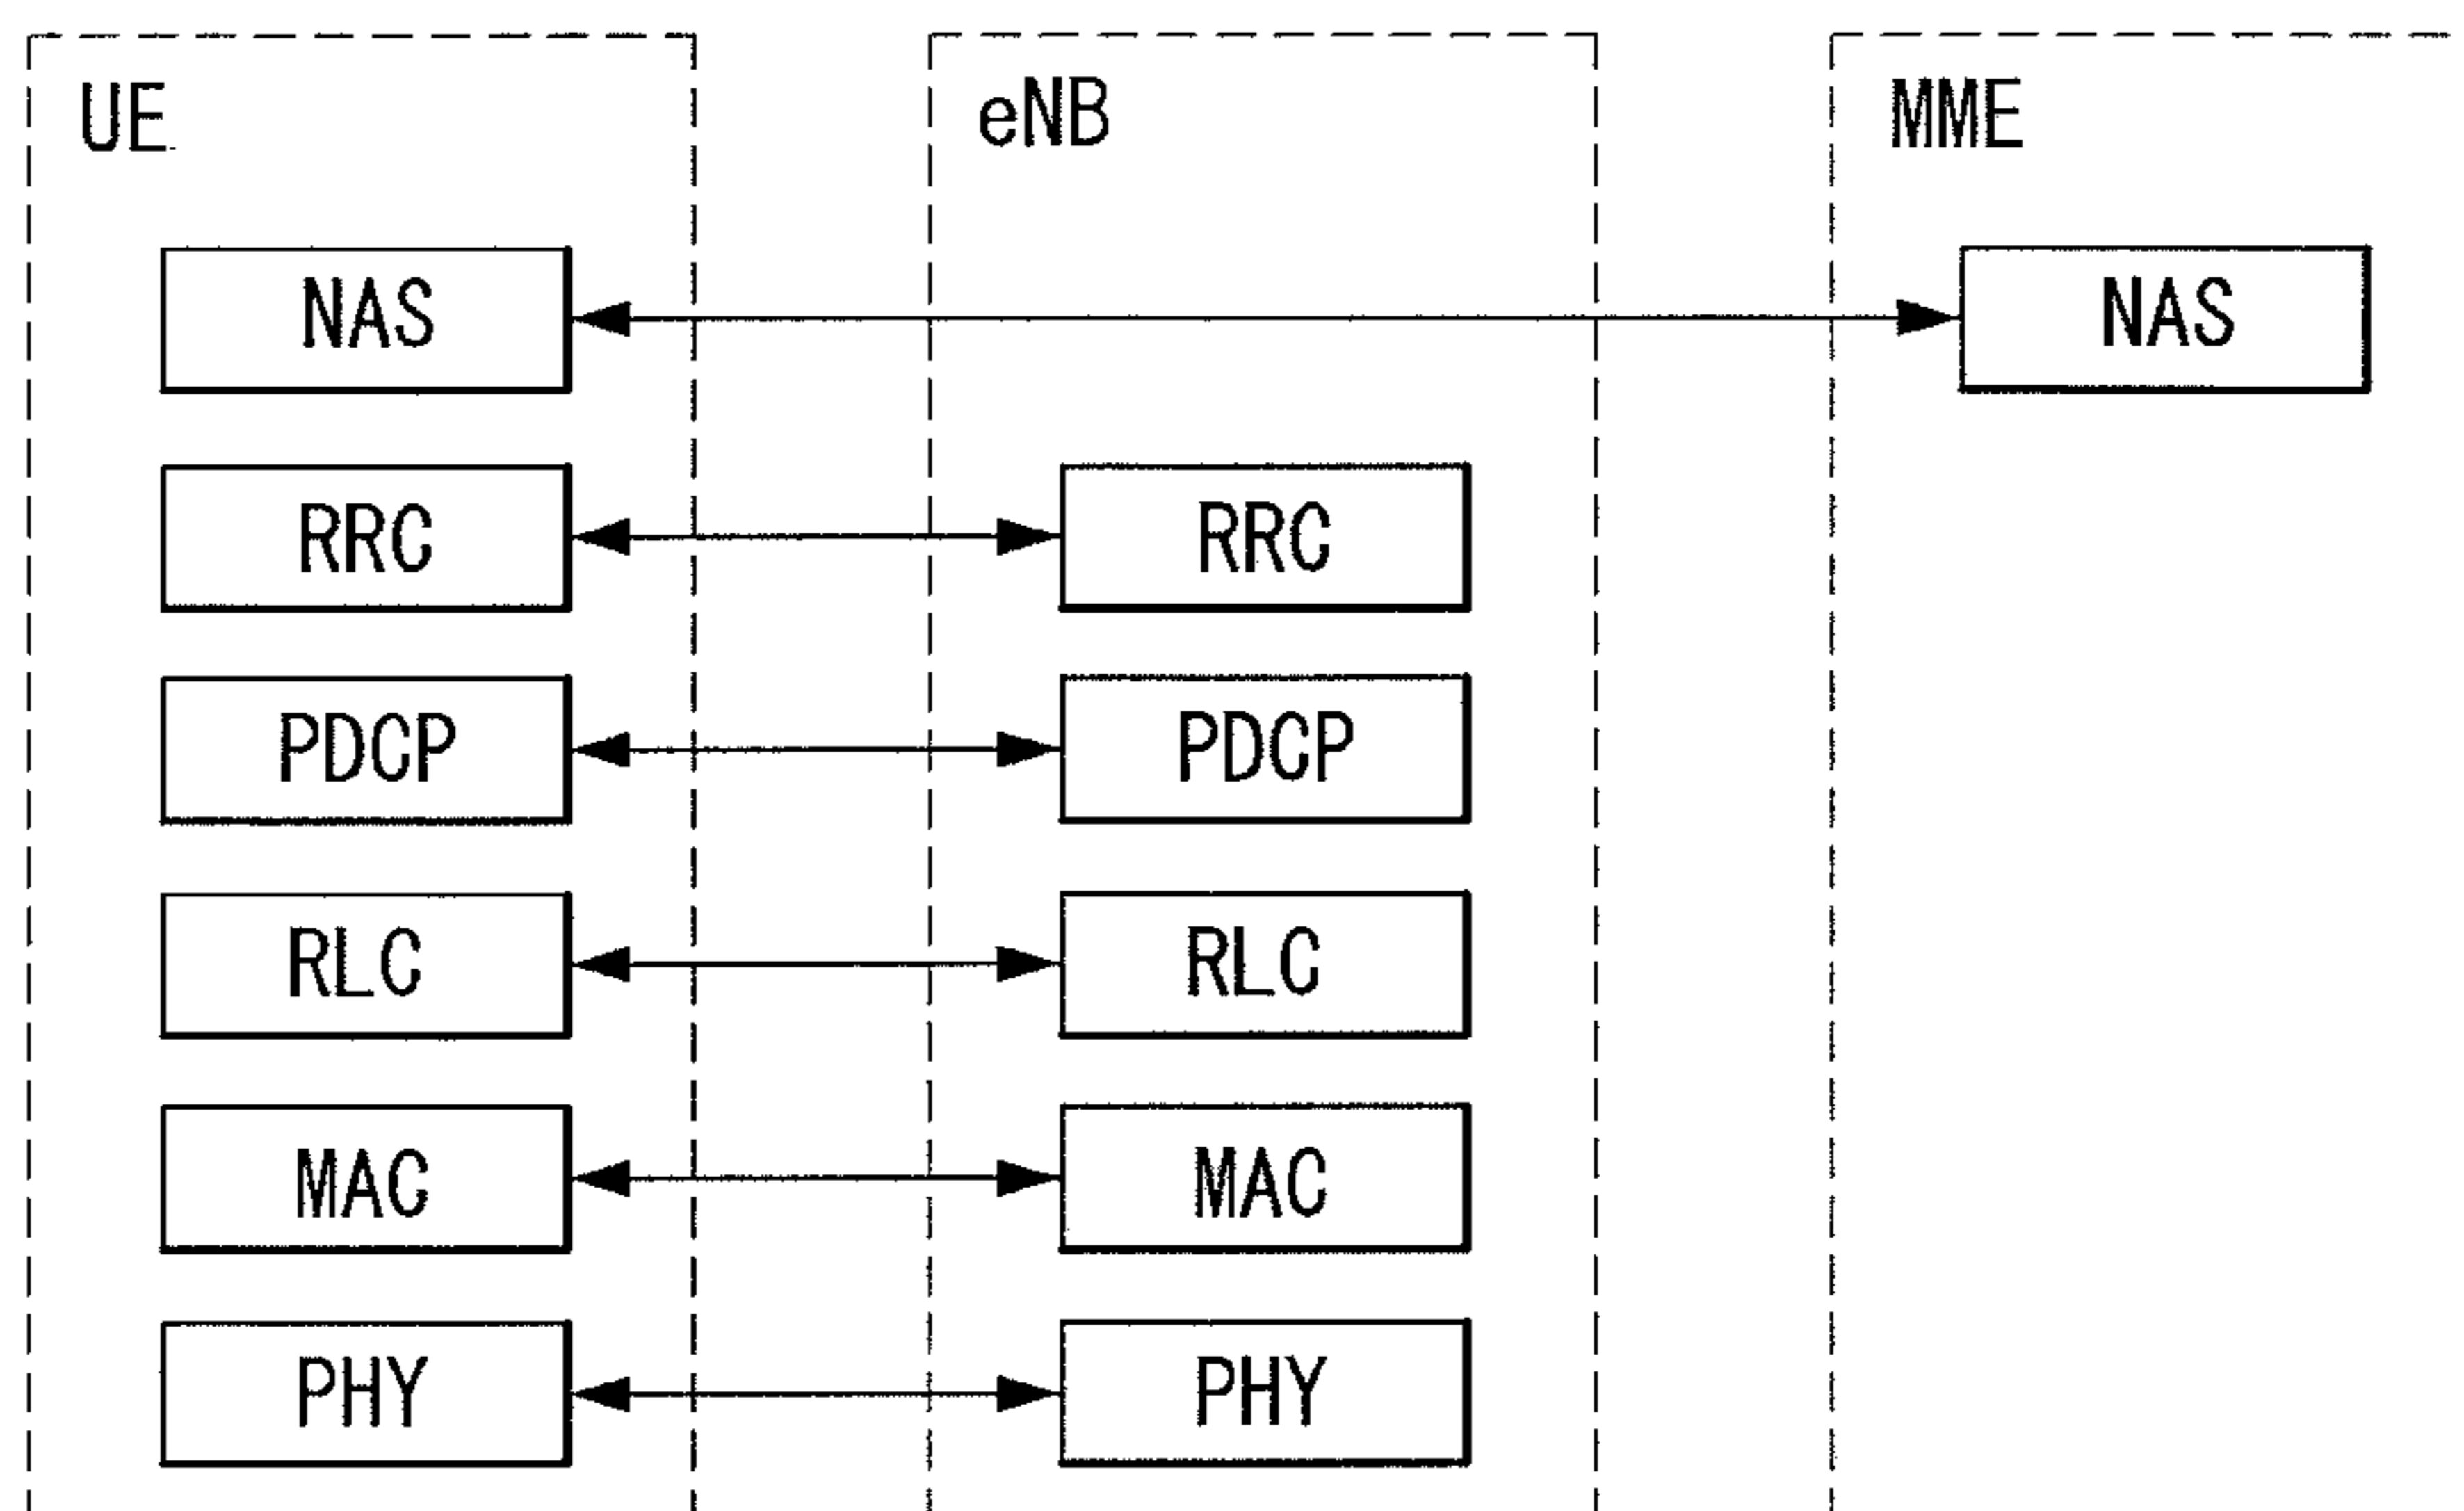 UE eNB MME
NAS NAS
RRC RRC
PDCP PDCP
RLC RLC
MAC MAC
PHY PHY